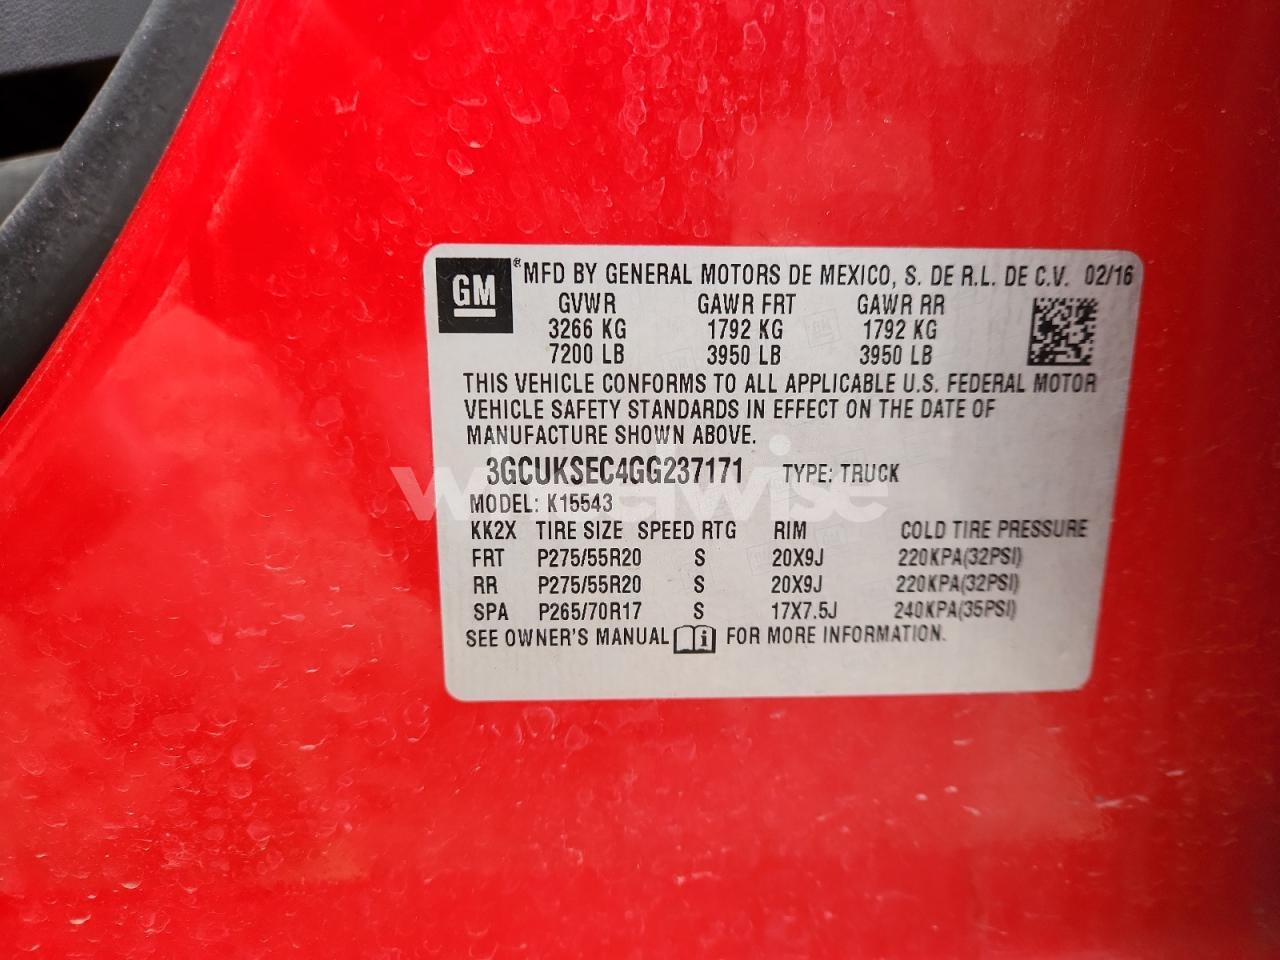 GM
® MFD BY GENERAL MOTORS DE MEXICO, S. DE R.L. DE C.V. 02/16
GVWR GAWR FRT GAWR RR
3266 KG 1792 KG 1792 KG
7200 LB 3950 LB 3950 LB
THIS VEHICLE CONFORMS TO ALL APPLICABLE U.S. FEDERAL MOTOR
VEHICLE SAFETY STANDARDS IN EFFECT ON THE DATE OF
MANUFACTURE SHOWN ABOVE.
3GCUKSEC4GG237171 TYPE: TRUCK
MODEL: K15543
KK2X TIRE SIZE SPEED RTG RIM COLD TIRE PRESSURE
FRT P275/55R20 S 20X9J 220KPA(32PSI)
RR P275/55R20 S 20X9J 220KPA(32PSI)
SPA P265/70R17 S 17X7.5J 240KPA(35PSI)
SEE OWNER'S MANUAL i FOR MORE INFORMATION.